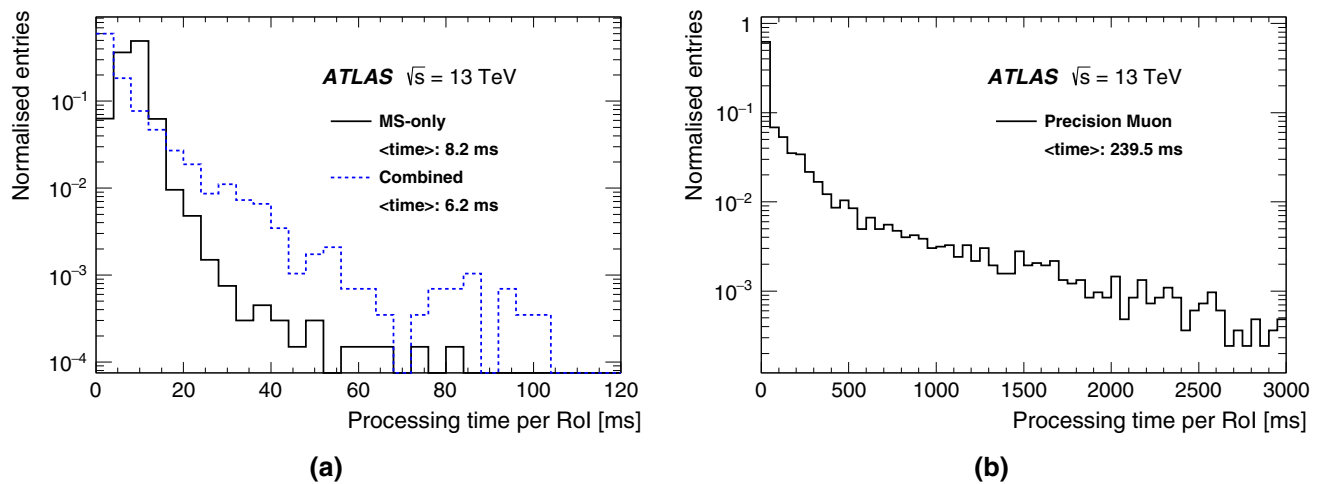 Normalised entries
10⁻¹
10⁻²
10⁻³
10⁻⁴
ATLAS √s = 13 TeV
MS-only
<time>: 8.2 ms
Combined
<time>: 6.2 ms
0 20 40 60 80 100 120
Processing time per RoI [ms]
(a)
Normalised entries
1
10⁻¹
10⁻²
10⁻³
ATLAS √s = 13 TeV
Precision Muon
<time>: 239.5 ms
0 500 1000 1500 2000 2500 3000
Processing time per RoI [ms]
(b)